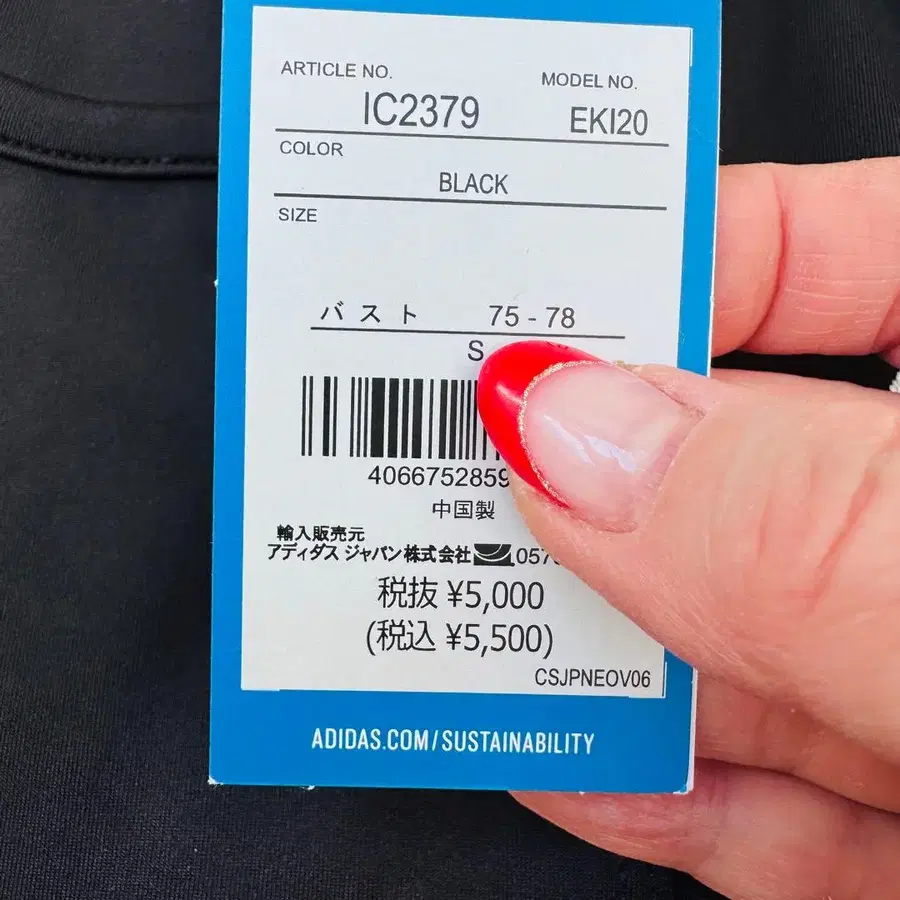 ARTICLE NO. MODEL NO.
IC2379 EKI20
COLOR
BLACK
SIZE
バスト 75 - 78
S
4066752859
中国製
輸入販売元
アディダス ジャパン株式会社 057
税抜 ¥5,000
(税込 ¥5,500)
CSJPNEOV06
ADIDAS.COM/SUSTAINABILITY